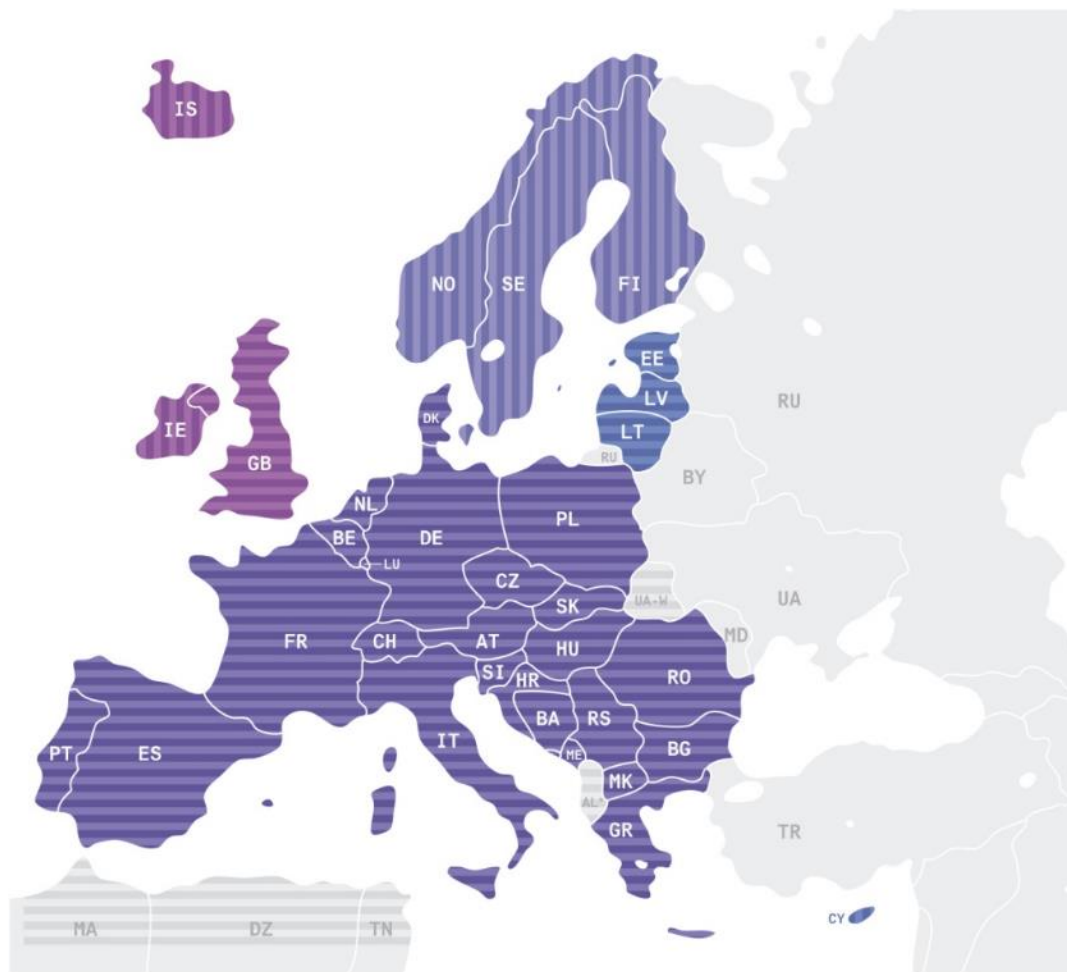 IS
NO
SE
FI
EE
LV
LT
RU
RU
BY
DK
IE
GB
NL
BE
LU
DE
PL
CZ
SK
UA-W
UA
MD
FR
CH
AT
HU
SI
HR
RO
BA
RS
ME
BG
MK
AL*
GR
IT
PT
ES
TR
CY
MA
DZ
TN